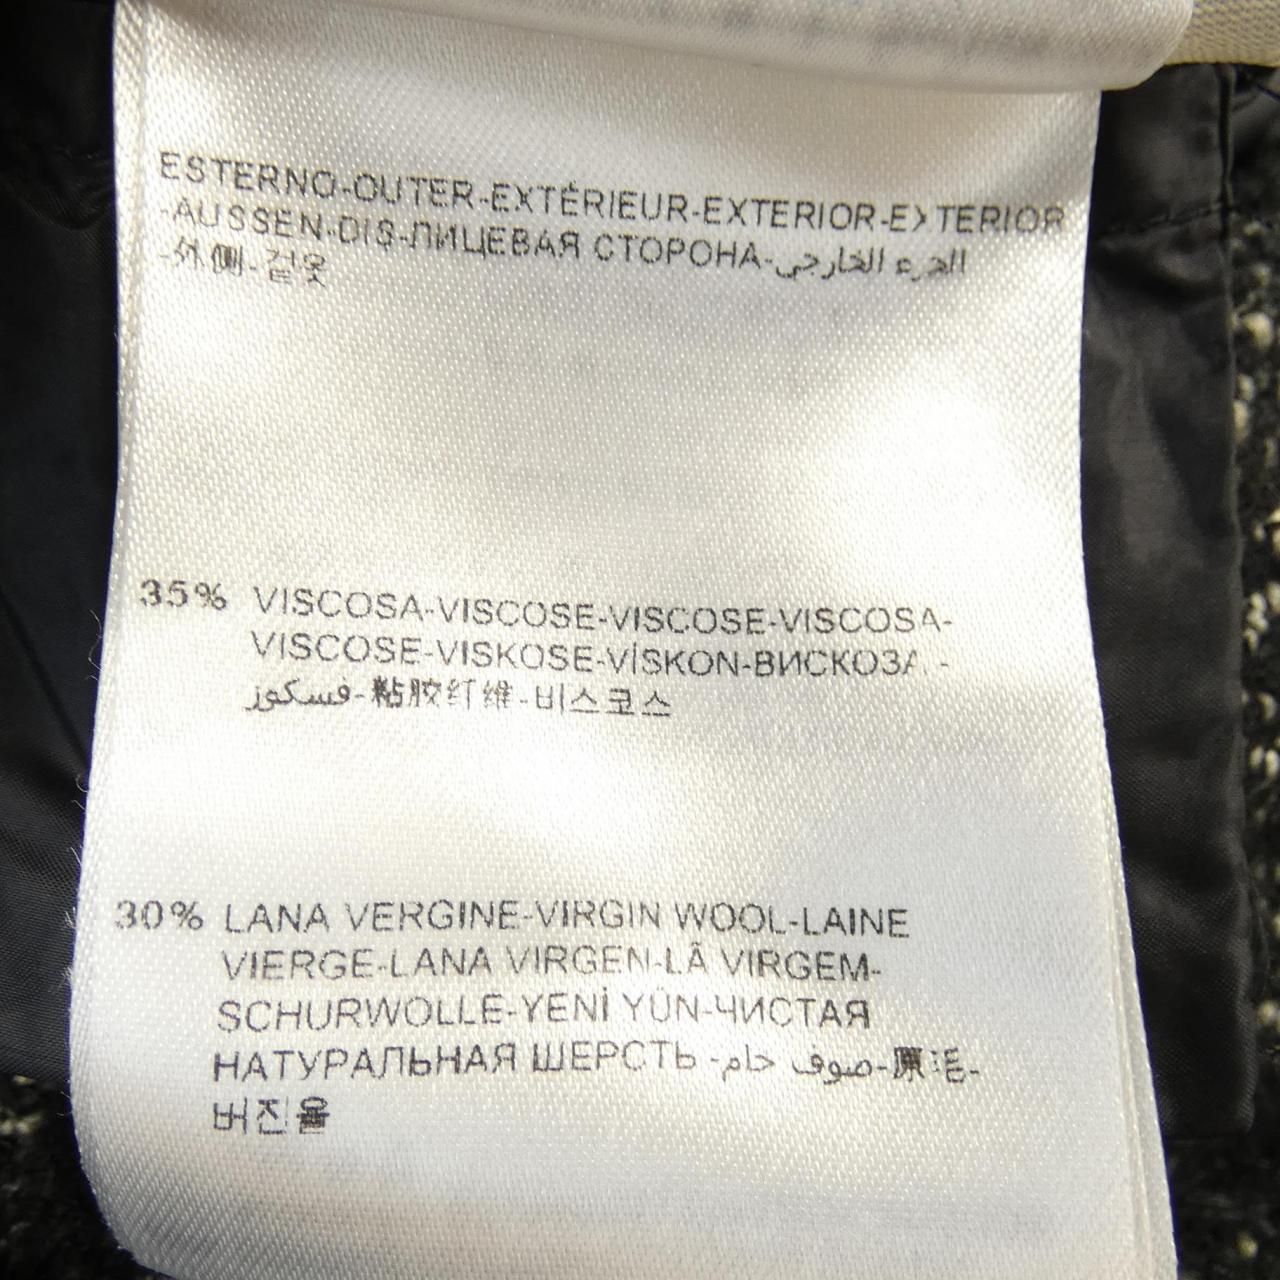 ESTERNO-OUTER-EXTÉRIEUR-EXTERIOR-EXTERIOR
-AUSSEN-DIŞ-ЛИЦЕВАЯ СТОРОНА-الجزء الخارجي
-外侧-겉옷
35% VISCOSA-VISCOSE-VISCOSE-VISCOSA-
VISCOSE-VISKOSE-VİSKON-ВИСКОЗА -
فسكوز-粘胶纤维-비스코스
30% LANA VERGINE-VIRGIN WOOL-LAINE
VIERGE-LANA VIRGEN-LÃ VIRGEM-
SCHURWOLLE-YENİ YÜN-ЧИСТАЯ
НАТУРАЛЬНАЯ ШЕРСТЬ-صوف خام-原毛-
버진울